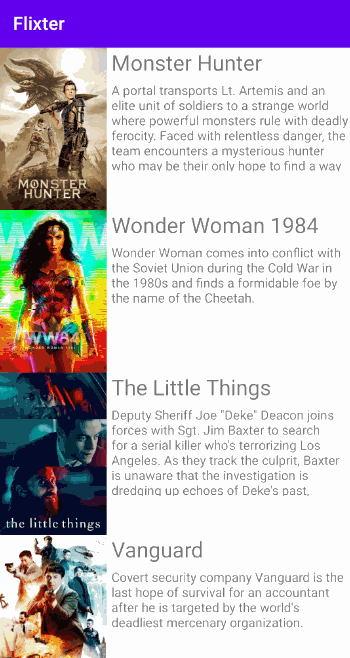 Flixter
Monster Hunter
A portal transports Lt. Artemis and an
elite unit of soldiers to a strange world
where powerful monsters rule with deadly
ferocity. Faced with relentless danger, the
team encounters a mysterious hunter
who may be their only hope to find a way
MONSTER
HUNTER
Wonder Woman 1984
Wonder Woman comes into conflict with
the Soviet Union during the Cold War in
the 1980s and finds a formidable foe by
the name of the Cheetah.
WW84
WONDER WOMAN 1984
The Little Things
Deputy Sheriff Joe "Deke" Deacon joins
forces with Sgt. Jim Baxter to search
for a serial killer who's terrorizing Los
Angeles. As they track the culprit, Baxter
is unaware that the investigation is
dredging up echoes of Deke's past,
the little things
Vanguard
Covert security company Vanguard is the
last hope of survival for an accountant
after he is targeted by the world's
deadliest mercenary organization.